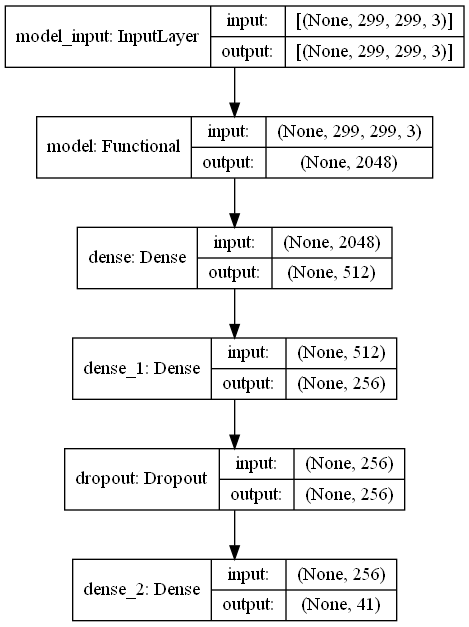 model_input: InputLayer
input:
[(None, 299, 299, 3)]
output:
[(None, 299, 299, 3)]
model: Functional
input:
(None, 299, 299, 3)
output:
(None, 2048)
dense: Dense
input:
(None, 2048)
output:
(None, 512)
dense_1: Dense
input:
(None, 512)
output:
(None, 256)
dropout: Dropout
input:
(None, 256)
output:
(None, 256)
dense_2: Dense
input:
(None, 256)
output:
(None, 41)